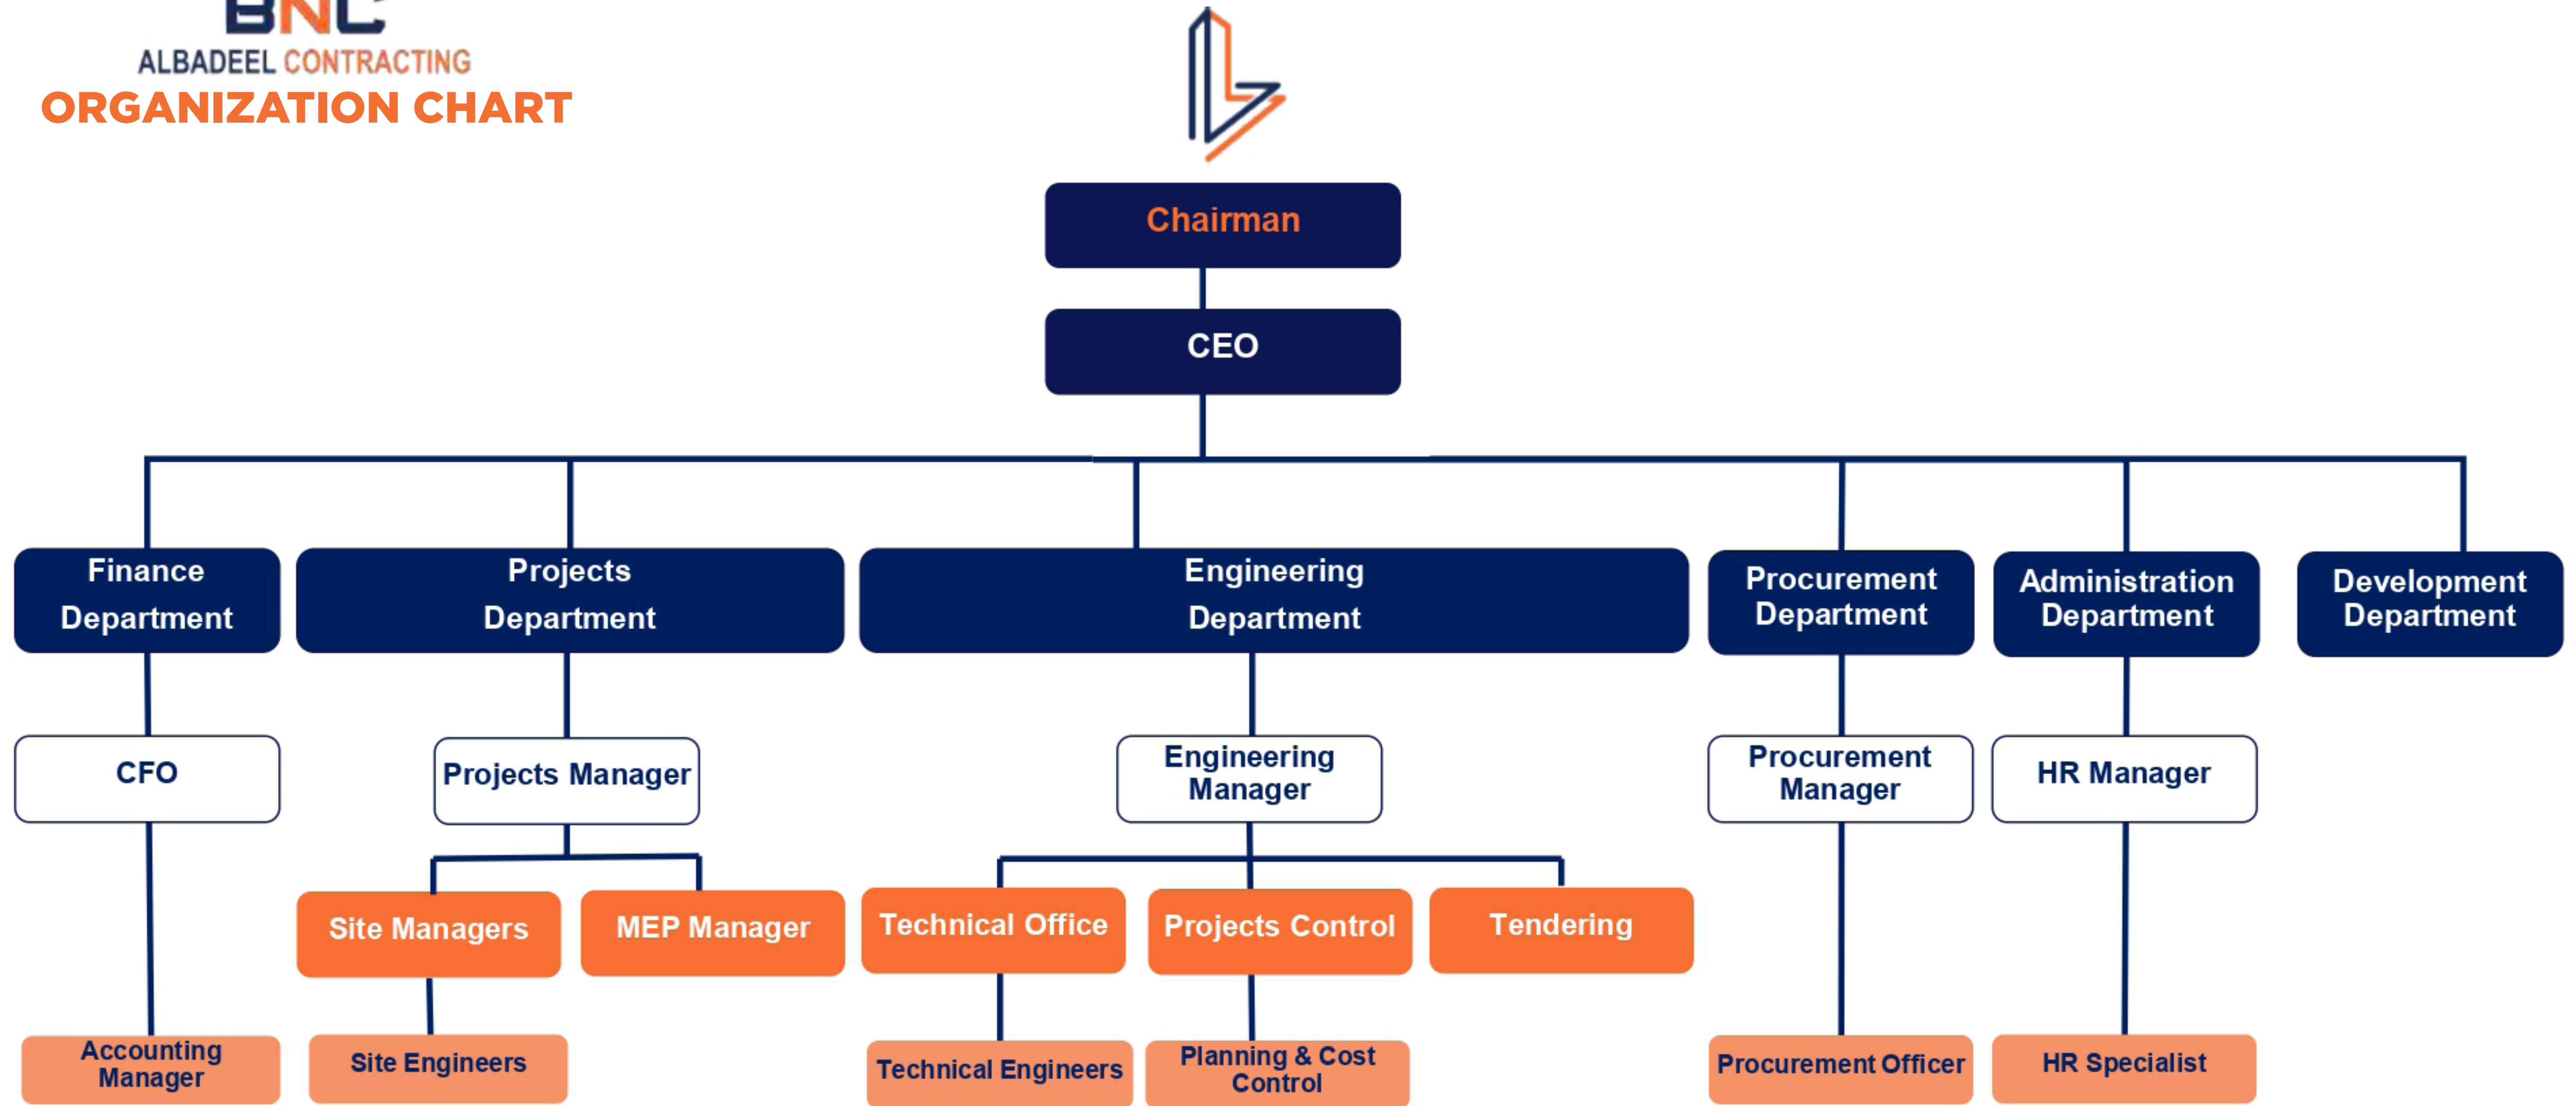 BNC
ALBADEEL CONTRACTING
ORGANIZATION CHART
Chairman
CEO
Finance
Department
Projects
Department
Engineering
Department
Procurement
Department
Administration
Department
Development
Department
CFO
Projects Manager
Engineering
Manager
Procurement
Manager
HR Manager
Site Managers
MEP Manager
Technical Office
Projects Control
Tendering
Accounting
Manager
Site Engineers
Technical Engineers
Planning & Cost
Control
Procurement Officer
HR Specialist